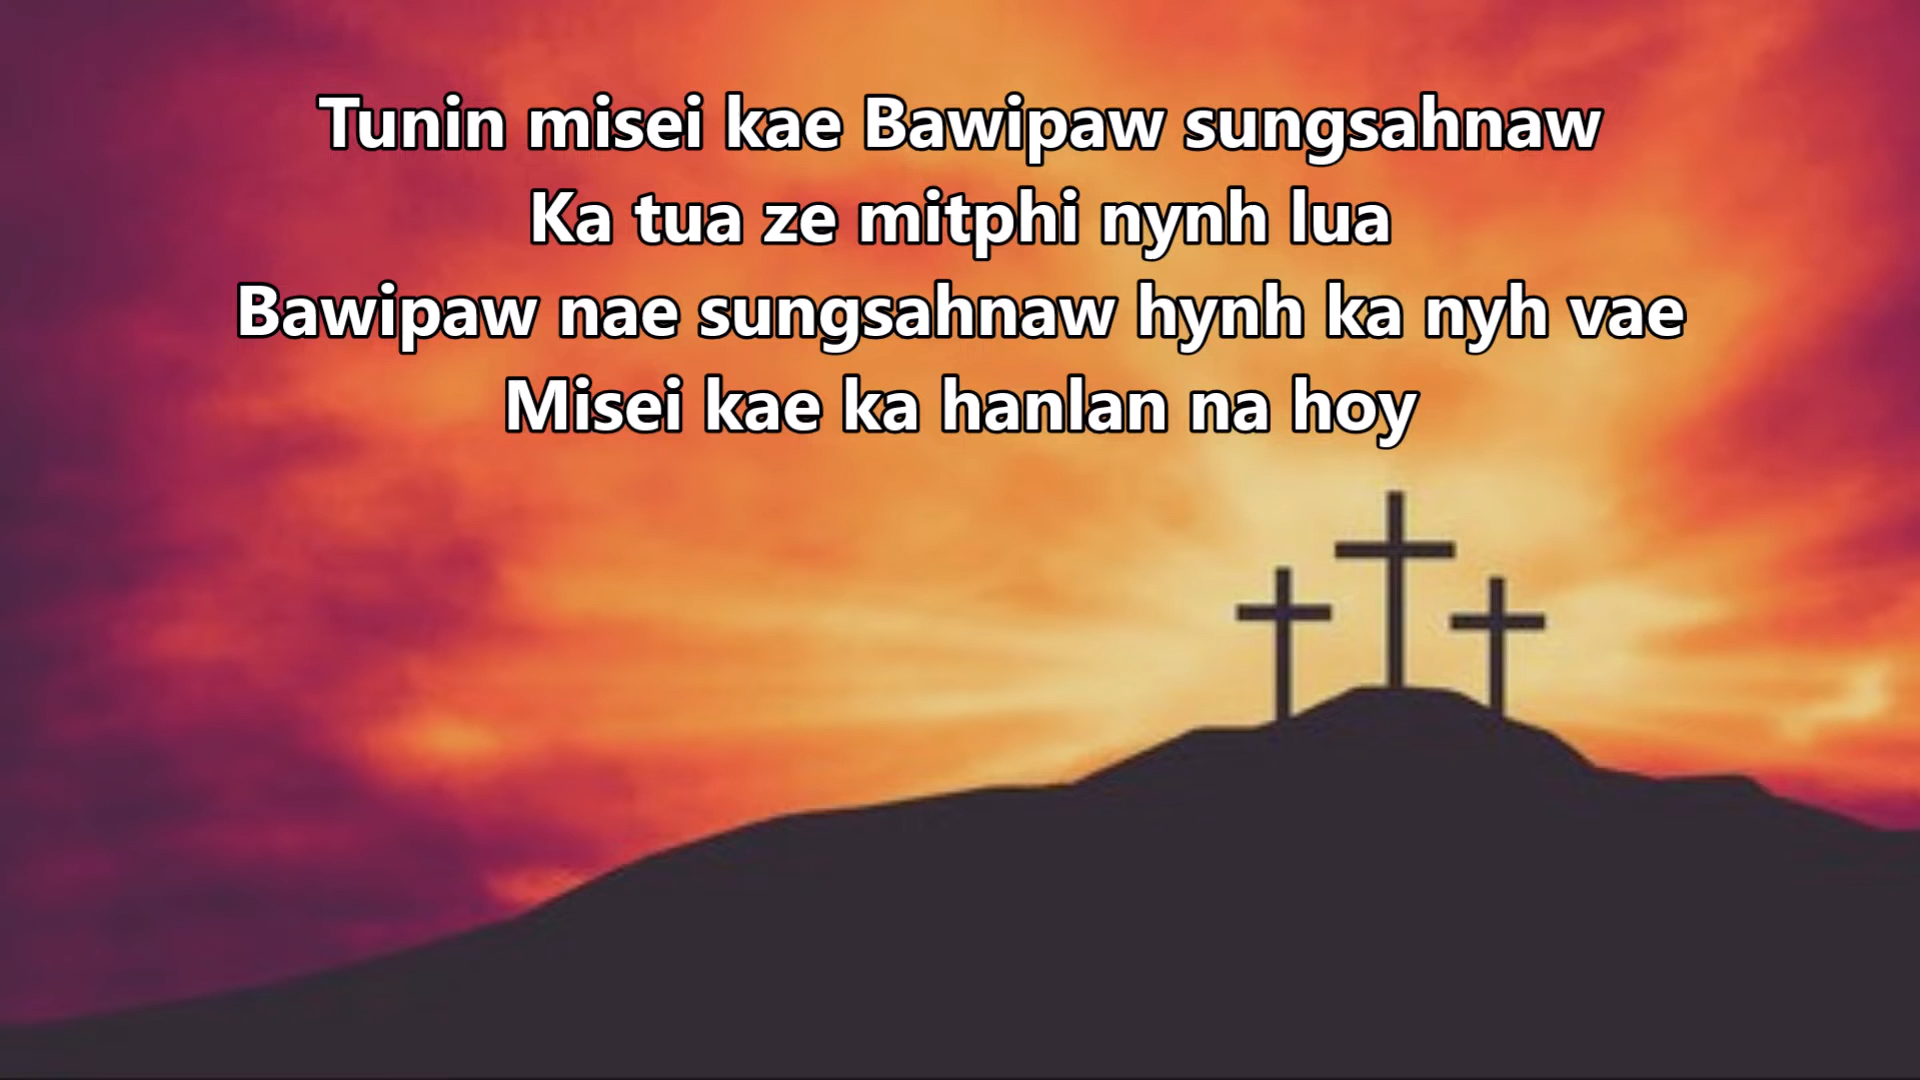 Tunin misei kae Bawipaw sungsahnaw
Ka tua ze mitphi nynh lua
Bawipaw nae sungsahnaw hynh ka nyh vae
Misei kae ka hanlan na hoy